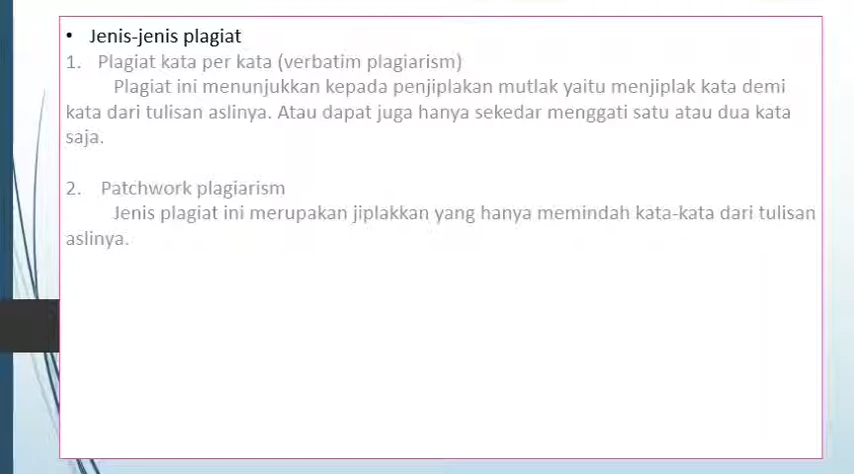 • Jenis-jenis plagiat
1. Plagiat kata per kata (verbatim plagiarism)
Plagiat ini menunjukkan kepada penjiplakan mutlak yaitu menjiplak kata demi
kata dari tulisan aslinya. Atau dapat juga hanya sekedar menggati satu atau dua kata
saja.
2. Patchwork plagiarism
Jenis plagiat ini merupakan jiplakkan yang hanya memindah kata-kata dari tulisan
aslinya.